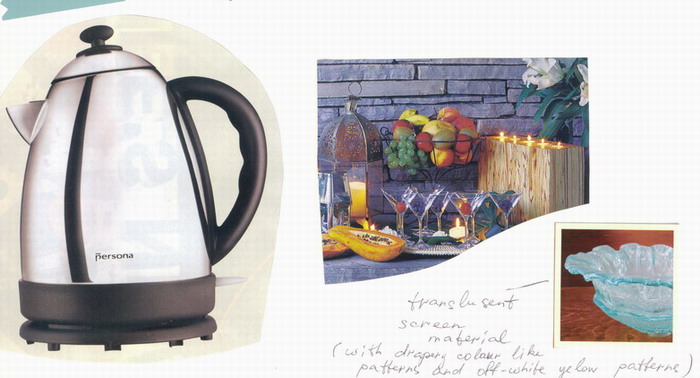 Persona
translusent
screen
material
(with drapery colour like
patterns and off-white yelow patterns)